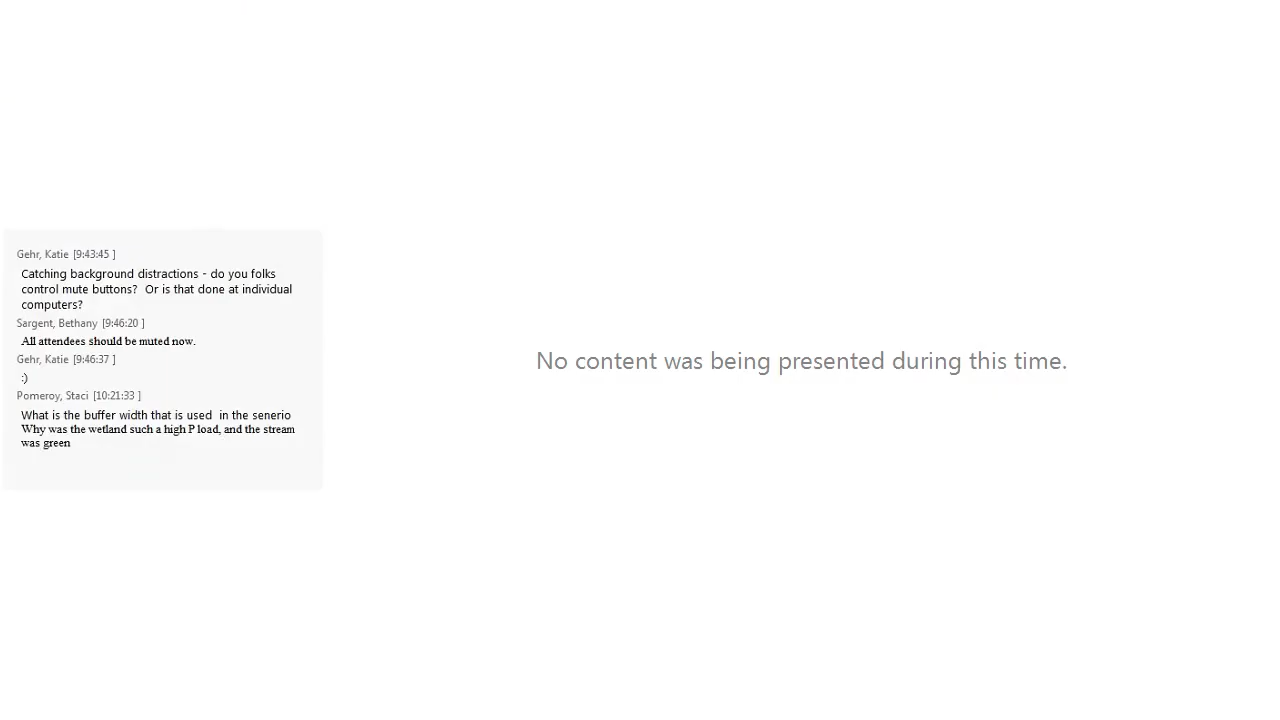 Gehr, Katie [9:43:45 ]
Catching background distractions - do you folks
control mute buttons?  Or is that done at individual
computers?
Sargent, Bethany [9:46:20 ]
All attendees should be muted now.
Gehr, Katie [9:46:37 ]
:)
Pomeroy, Staci [10:21:33 ]
What is the buffer width that is used  in the senerio
Why was the wetland such a high P load, and the stream
was green
No content was being presented during this time.